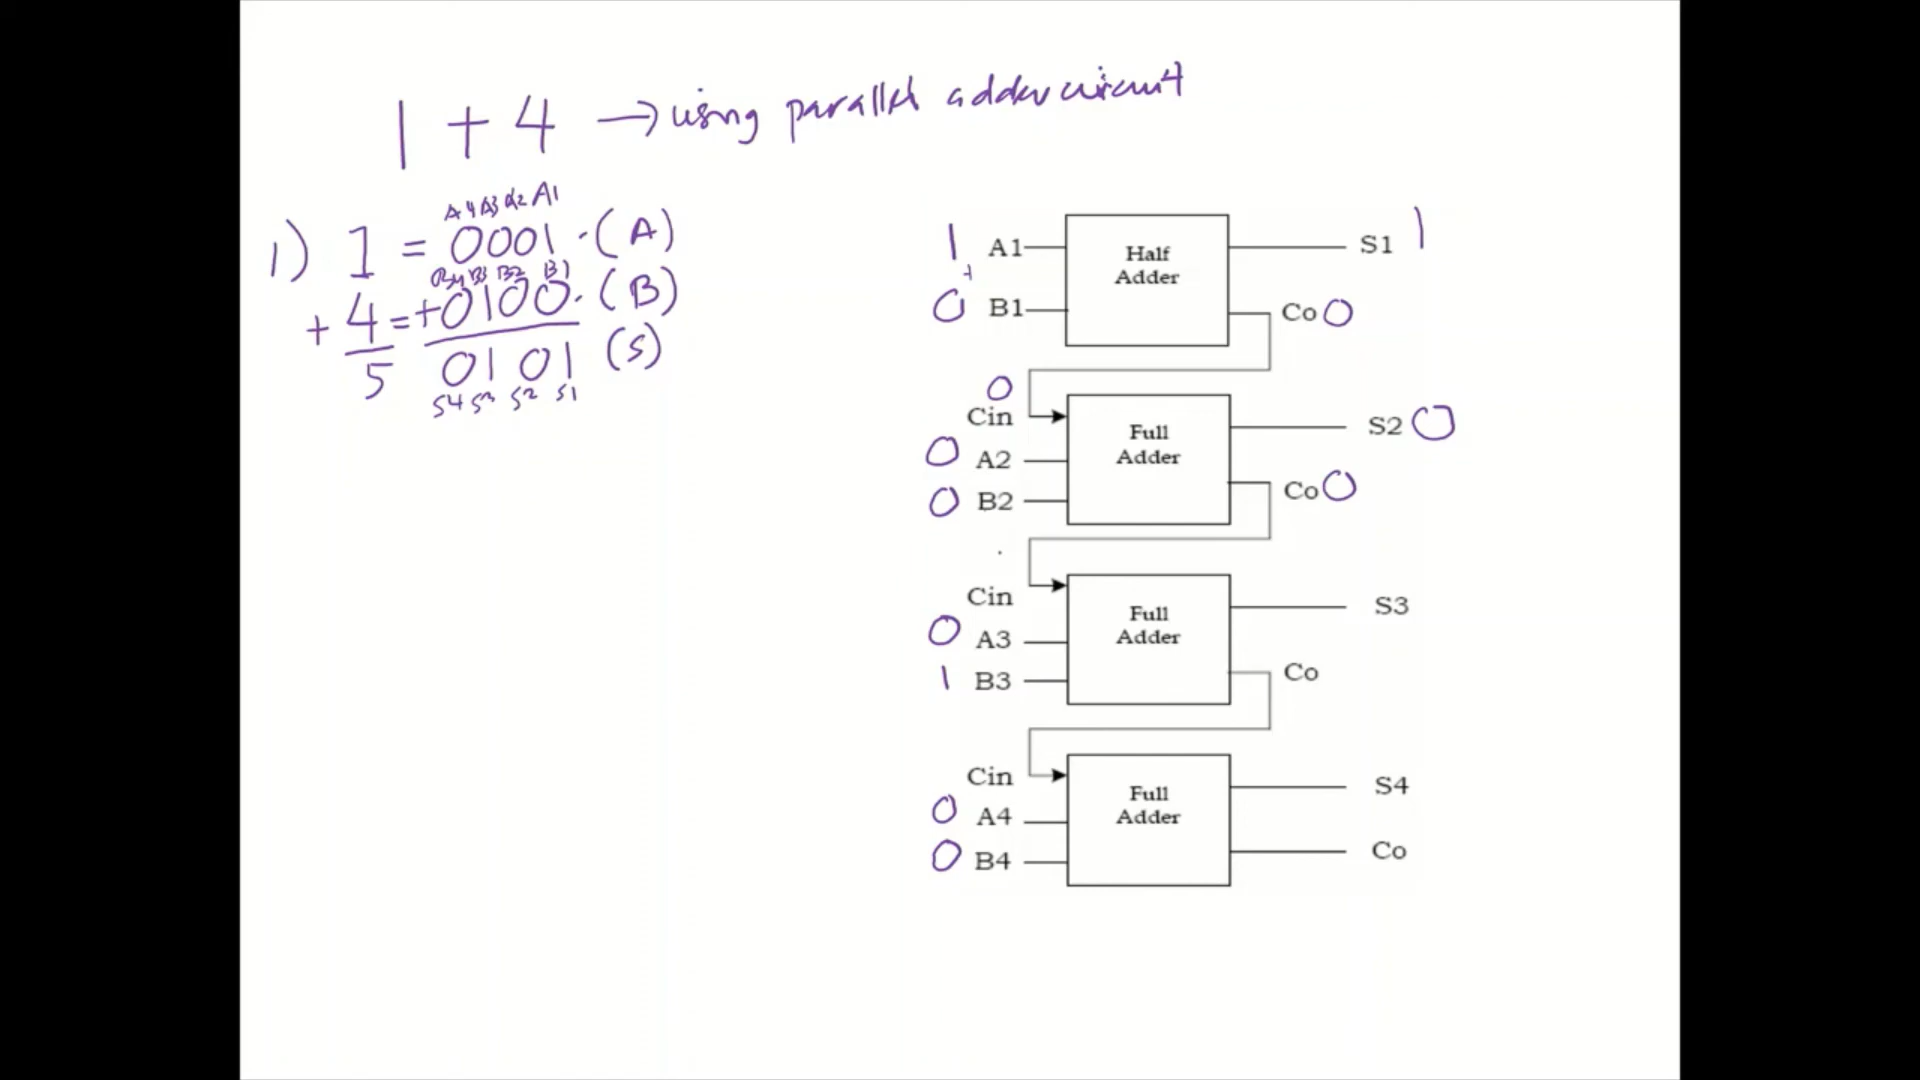 1 + 4 → using parallel adder circuit
A4 A3 A2 A1
1) 1 = 0001 . (A)
B4 B3 B2 B1
+ 4 = +0100 . (B)
5 0101 (S)
S4 S3 S2 S1
1 A1
+
0 B1
Half
Adder
S1 1
Co 0
0
Cin
0 A2
0 B2
Full
Adder
S2 0
Co 0
Cin
0 A3
1 B3
Full
Adder
S3
Co
Cin
0 A4
0 B4
Full
Adder
S4
Co